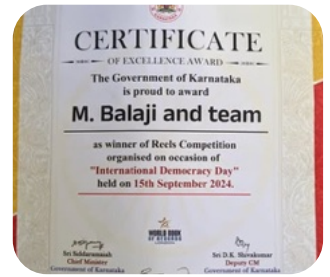 CERTIFICATE
OF EXCELLENCE AWARD
The Government of Karnataka
is proud to award
M. Balaji and team
as winner of Reels Competition
organised on occasion of
"International Democracy Day"
held on 15th September 2024.
WORLD BOOK
OF RECORDS
Sri Siddaramaiah
Chief Minister
Government of Karnataka
Sri D.K. Shivakumar
Deputy CM
Government of Karnataka